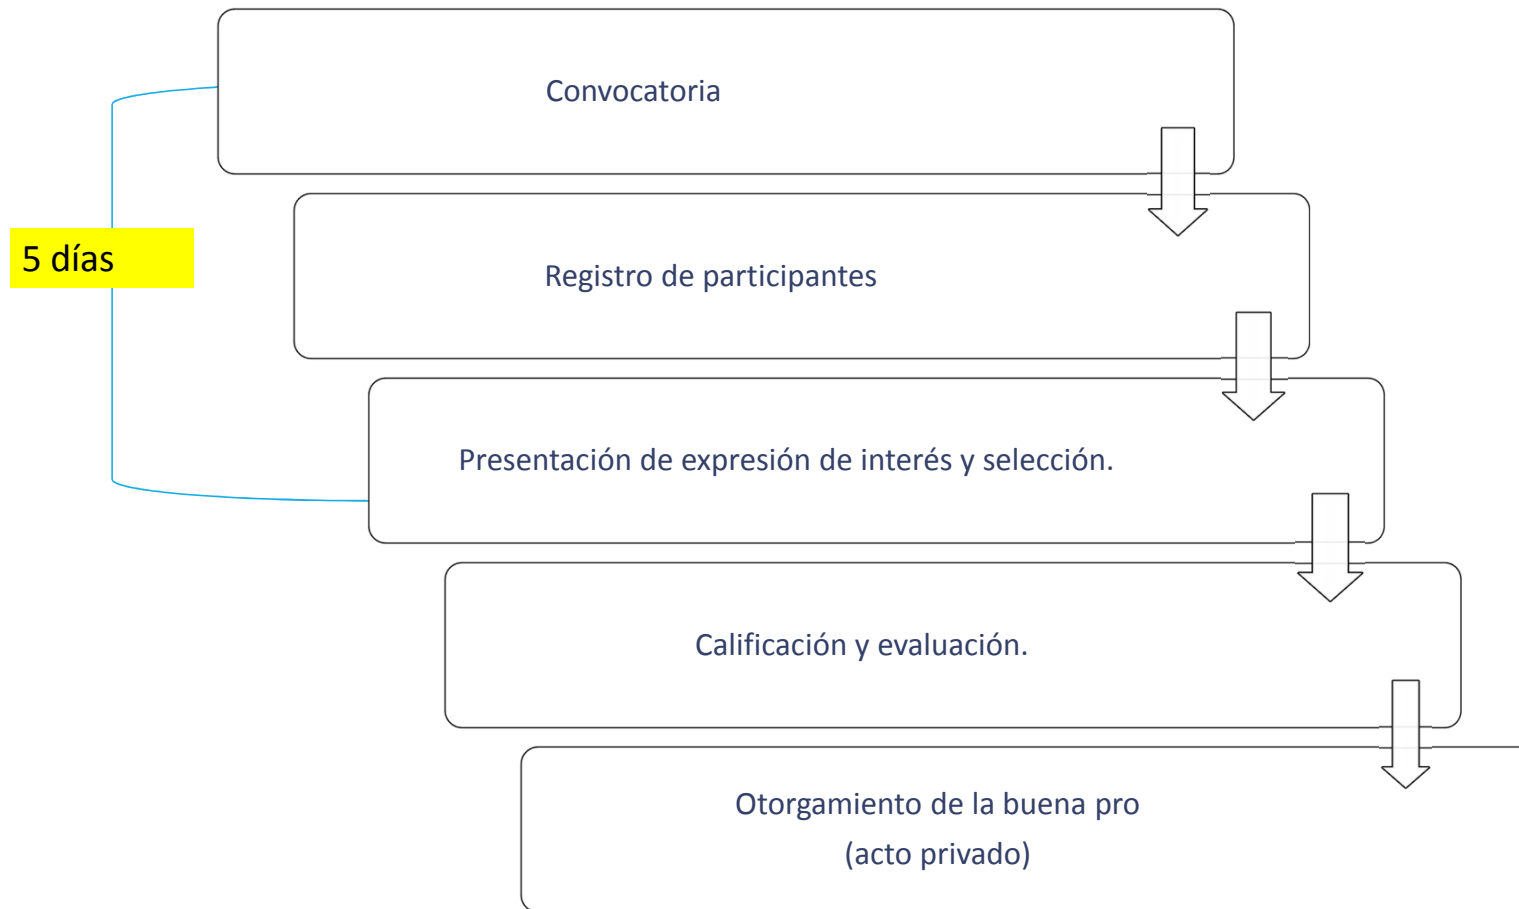 Convocatoria
5 días
Registro de participantes
Presentación de expresión de interés y selección.
Calificación y evaluación.
Otorgamiento de la buena pro
(acto privado)